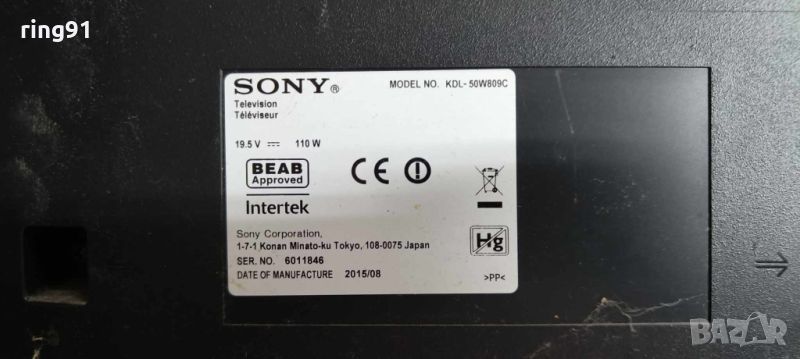 ring91
SONY®
MODEL NO. KDL- 50W809C
Television
Téléviseur
19.5 V ⎓ 110 W
BEAB
Approved
Intertek
CE
Hg
Sony Corporation,
1-7-1 Konan Minato-ku Tokyo, 108-0075 Japan
SER. NO. 6011846
DATE OF MANUFACTURE 2015/08
>PP<
BAZAR